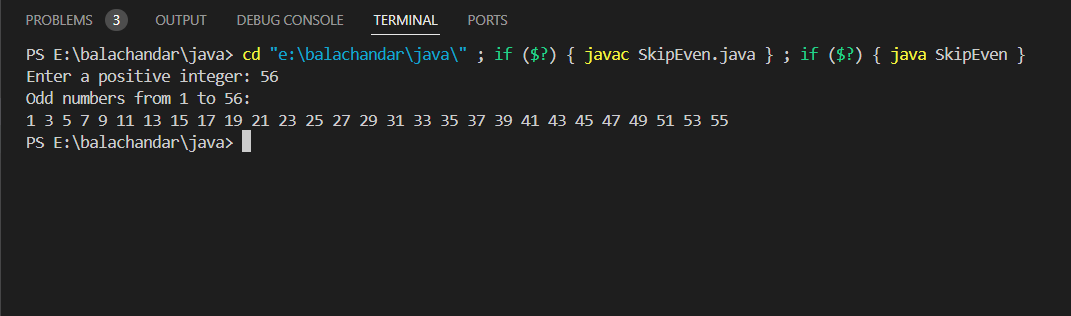 PROBLEMS 3 OUTPUT DEBUG CONSOLE TERMINAL PORTS
PS E:\balachandar\java> cd "e:\balachandar\java\" ; if ($?) { javac SkipEven.java } ; if ($?) { java SkipEven }
Enter a positive integer: 56
Odd numbers from 1 to 56:
1 3 5 7 9 11 13 15 17 19 21 23 25 27 29 31 33 35 37 39 41 43 45 47 49 51 53 55
PS E:\balachandar\java>